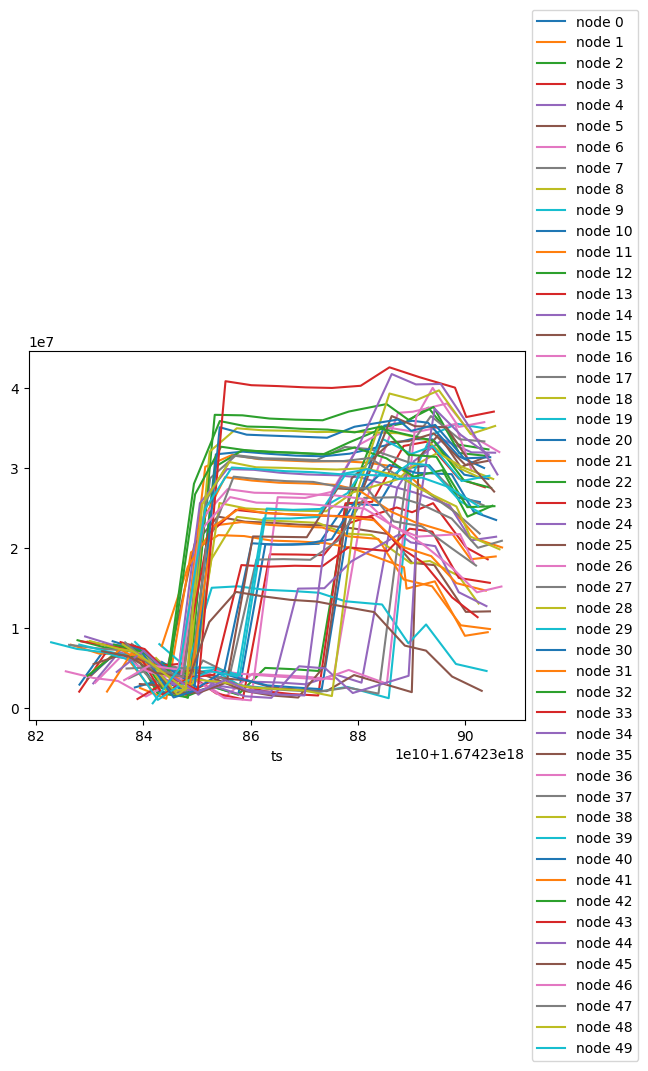 node 0
node 1
node 2
node 3
node 4
node 5
node 6
node 7
node 8
node 9
node 10
node 11
node 12
node 13
node 14
node 15
node 16
node 17
node 18
node 19
node 20
node 21
node 22
node 23
node 24
node 25
node 26
node 27
node 28
node 29
node 30
node 31
node 32
node 33
node 34
node 35
node 36
node 37
node 38
node 39
node 40
node 41
node 42
node 43
node 44
node 45
node 46
node 47
node 48
node 49
1e7
4
3
2
1
0
82 84 86 88 90
ts
1e10+1.67423e18